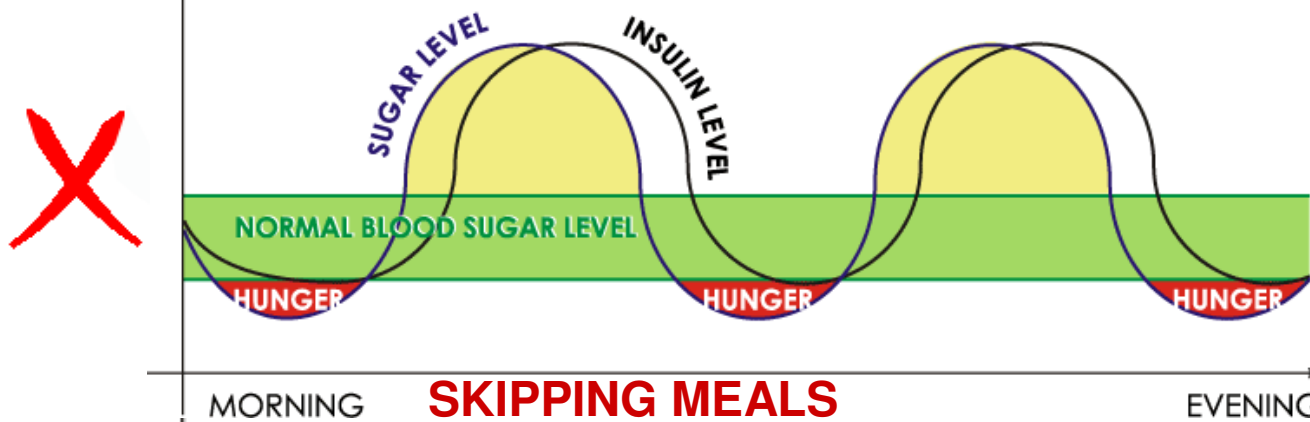 SUGAR LEVEL
INSULIN LEVEL
NORMAL BLOOD SUGAR LEVEL
HUNGER
HUNGER
HUNGER
MORNING
SKIPPING MEALS
EVENING